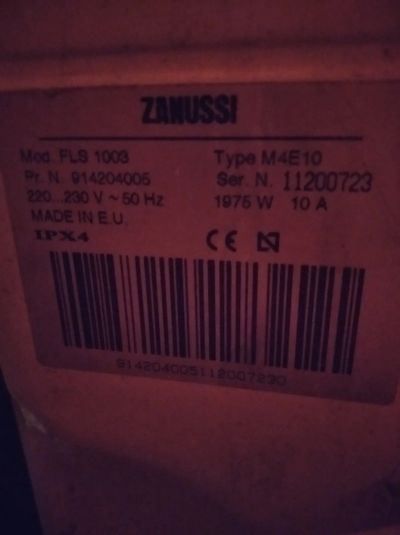 ZANUSSI
Mod. FLS 1003 Type M4E10
Pr. N. 914204005 Ser. N. 11200723
220...230 V ~ 50 Hz 1975 W 10 A
MADE IN E.U.
IPX4 CE N
914204005112007230